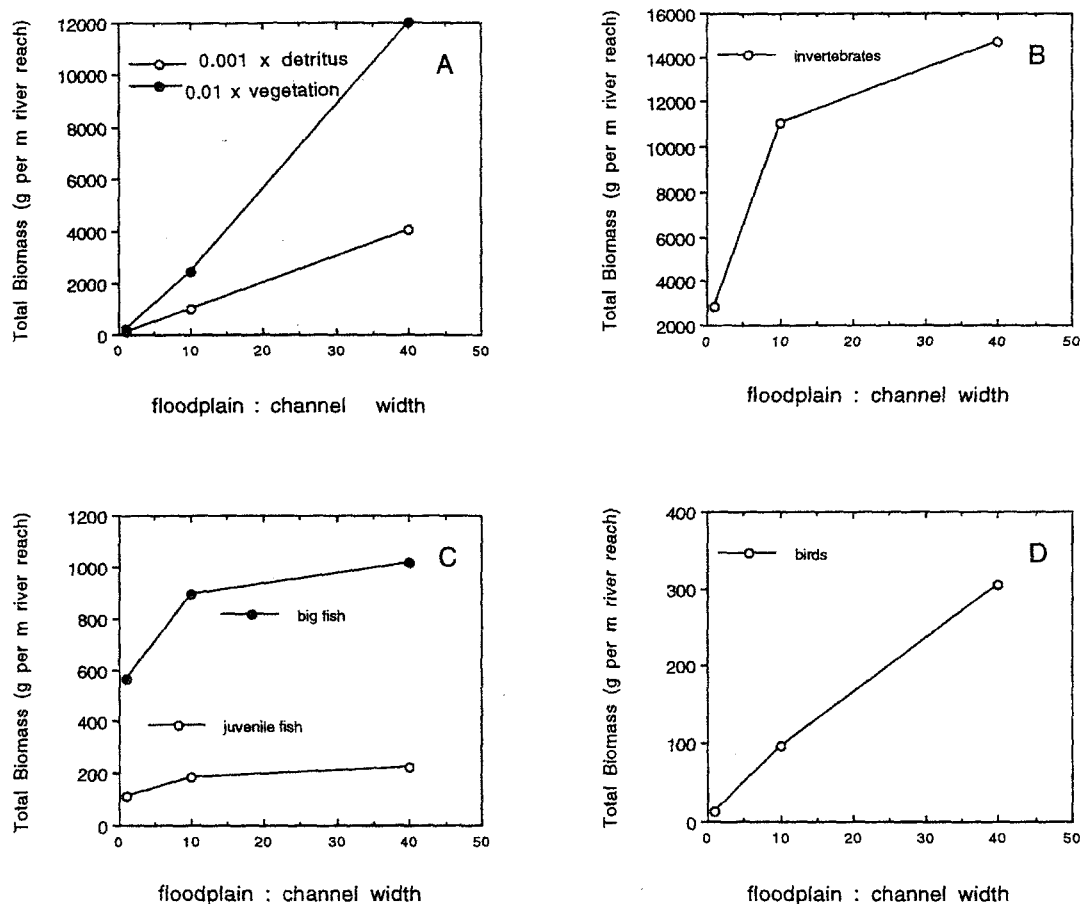 Total Biomass (g per m river reach)
12000
10000
8000
6000
4000
2000
0
0.001 x detritus
0.01 x vegetation
A
0 10 20 30 40 50
floodplain : channel width
Total Biomass (g per m river reach)
16000
14000
12000
10000
8000
6000
4000
2000
invertebrates
B
0 10 20 30 40 50
floodplain : channel width
Total Biomass (g per m river reach)
1200
1000
800
600
400
200
0
C
big fish
juvenile fish
0 10 20 30 40 50
floodplain : channel width
Total Biomass (g per m river reach)
400
300
200
100
0
birds
D
0 10 20 30 40 50
floodplain : channel width